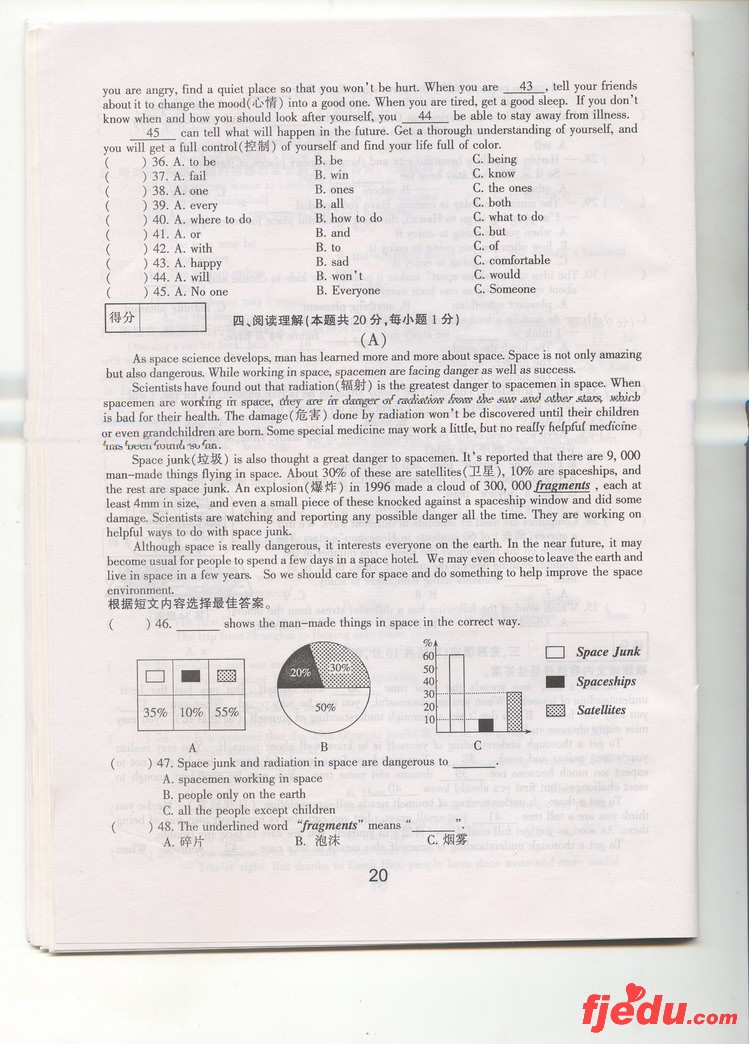 you are angry, find a quiet place so that you won't be hurt. When you are 43 , tell your friends
about it to change the mood(心情) into a good one. When you are tired, get a good sleep. If you don't
know when and how you should look after yourself, you 44 be able to stay away from illness.
45 can tell what will happen in the future. Get a thorough understanding of yourself, and
you will get a full control(控制) of yourself and find your life full of color.
( ) 36. A. to be B. be C. being
( ) 37. A. fail B. win C. know
( ) 38. A. one B. ones C. the ones
( ) 39. A. every B. all C. both
( ) 40. A. where to do B. how to do C. what to do
( ) 41. A. or B. and C. but
( ) 42. A. with B. to C. of
( ) 43. A. happy B. sad C. comfortable
( ) 44. A. will B. won't C. would
( ) 45. A. No one B. Everyone C. Someone
得分
四、阅读理解(本题共20分,每小题1分)
(A)
As space science develops, man has learned more and more about space. Space is not only amazing
but also dangerous. While working in space, spacemen are facing danger as well as success.
Scientists have found out that radiation(辐射) is the greatest danger to spacemen in space. When
spacemen are working in space, they are in danger of radiation from the sun and other stars, which
is bad for their health. The damage(危害) done by radiation won't be discovered until their children
or even grandchildren are born. Some special medicine may work a little, but no really helpful medicine
has been found so far.
Space junk(垃圾) is also thought a great danger to spacemen. It's reported that there are 9, 000
man-made things flying in space. About 30% of these are satellites(卫星), 10% are spaceships, and
the rest are space junk. An explosion(爆炸) in 1996 made a cloud of 300, 000 fragments , each at
least 4mm in size, and even a small piece of these knocked against a spaceship window and did some
damage. Scientists are watching and reporting any possible danger all the time. They are working on
helpful ways to do with space junk.
Although space is really dangerous, it interests everyone on the earth. In the near future, it may
become usual for people to spend a few days in a space hotel. We may even choose to leave the earth and
live in space in a few years. So we should care for space and do something to help improve the space
environment.
根据短文内容选择最佳答案。
( ) 46. ______ shows the man-made things in space in the correct way.
35% 10% 55%
A
20% 30%
50%
B
%
60
50
40
30
20
10
C
Space Junk
Spaceships
Satellites
( ) 47. Space junk and radiation in space are dangerous to ______.
A. spacemen working in space
B. people only on the earth
C. all the people except children
( ) 48. The underlined word "fragments" means "______".
A. 碎片 B. 泡沫 C. 烟雾
20
fjedu.com